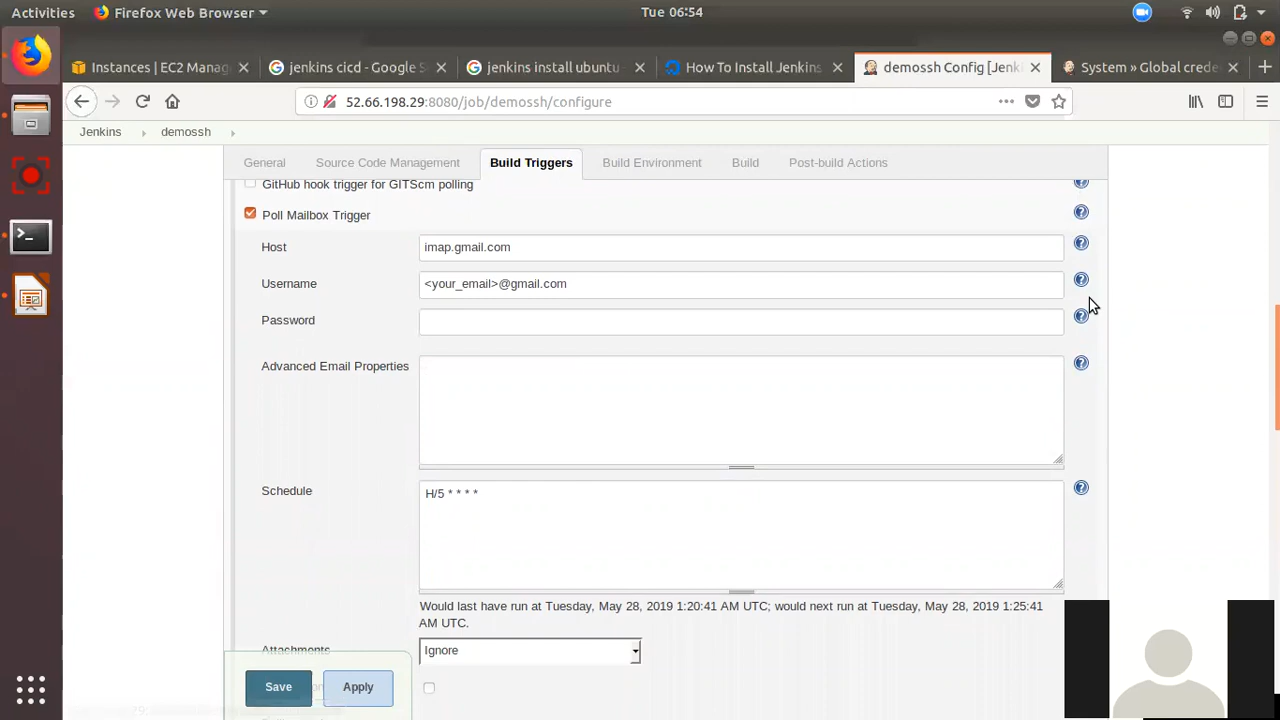 Activities Firefox Web Browser Tue 06:54
Instances | EC2 Manag jenkins cicd - Google S jenkins install ubuntu - How To Install Jenkins demossh Config [Jenk System » Global crede
52.66.198.29:8080/job/demossh/configure
Jenkins demossh
General Source Code Management Build Triggers Build Environment Build Post-build Actions
GitHub hook trigger for GITScm polling
Poll Mailbox Trigger
Host imap.gmail.com
Username <your_email>@gmail.com
Password
Advanced Email Properties
Schedule H/5 * * * *
Would last have run at Tuesday, May 28, 2019 1:20:41 AM UTC; would next run at Tuesday, May 28, 2019 1:25:41
AM UTC.
Attachments Ignore
Save Apply